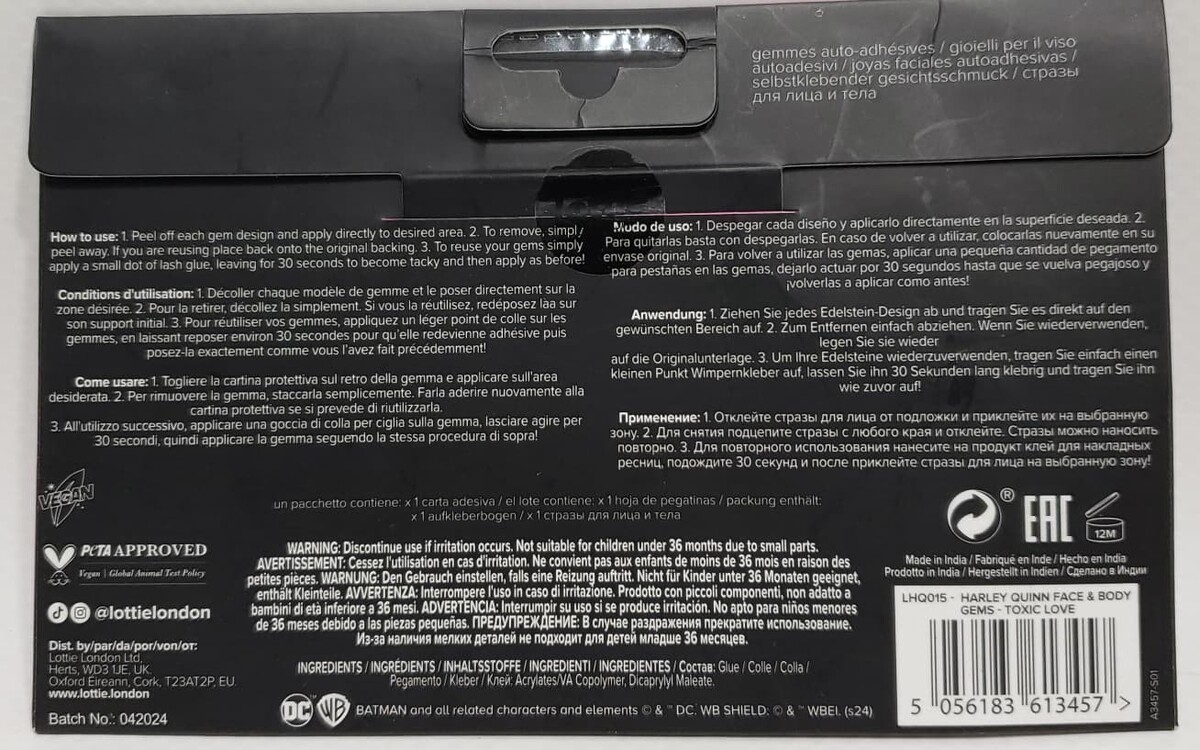 gemmes auto-adhésives / gioielli per il viso
autoadesivi / joyas faciales autoadhesivas /
selbstklebender gesichtsschmuck / стразы
для лица и тела
How to use: 1. Peel off each gem design and apply directly to desired area. 2. To remove, simply
peel away. If you are reusing place back onto the original backing. 3. To reuse your gems simply
apply a small dot of lash glue, leaving for 30 seconds to become tacky and then apply as before!
Conditions d'utilisation: 1. Décoller chaque modèle de gemme et le poser directement sur la
zone désirée. 2. Pour la retirer, décollez la simplement. Si vous la réutilisez, redéposez làa sur
son support initial. 3. Pour réutiliser vos gemmes, appliquez un léger point de colle sur les
gemmes, en laissant reposer environ 30 secondes pour qu'elle redevienne adhésive puis
posez-la exactement comme vous l'avez fait précédemment!
Come usare: 1. Togliere la cartina protettiva sul retro della gemma e applicare sull'area
desiderata. 2. Per rimuovere la gemma, staccarla semplicemente. Farla aderire nuovamente alla
cartina protettiva se si prevede di riutilizzarla.
3. All'utilizzo successivo, applicare una goccia di colla per ciglia sulla gemma, lasciare agire per
30 secondi, quindi applicare la gemma seguendo la stessa procedura di sopra!
Modo de uso: 1. Despegar cada diseño y aplicarlo directamente en la superficie deseada. 2.
Para quitarlas basta con despegarlas. En caso de volver a utilizar, colocarlas nuevamente en su
envase original. 3. Para volver a utilizar las gemas, aplicar una pequeña cantidad de pegamento
para pestañas en las gemas, dejarlo actuar por 30 segundos hasta que se vuelva pegajoso y
¡volverlas a aplicar como antes!
Anwendung: 1. Ziehen Sie jedes Edelstein-Design ab und tragen Sie es direkt auf den
gewünschten Bereich auf. 2. Zum Entfernen einfach abziehen. Wenn Sie wiederverwenden,
legen Sie sie wieder
auf die Originalunterlage. 3. Um Ihre Edelsteine wiederzuverwenden, tragen Sie einfach einen
kleinen Punkt Wimpernkleber auf, lassen Sie ihn 30 Sekunden lang klebrig und tragen Sie ihn
wie zuvor auf!
Применение: 1. Отклейте стразы для лица от подложки и приклейте их на выбранную
зону. 2. Для снятия подцепите стразы с любого края и отклейте. Стразы можно наносить
повторно. 3. Для повторного использования нанесите на продукт клей для накладных
ресниц, подождите 30 секунд и после приклейте стразы для лица на выбранную зону!
VEGAN
un pacchetto contiene: x 1 carta adesiva / el lote contiene: x 1 hoja de pegatinas / packung enthält:
x 1 aufkleberbogen / x 1 стразы для лица и тела
PETA APPROVED
Vegan | Global Animal Test Policy
@lottielondon
Dist. by/par/da/por/von/от:
Lottie London Ltd,
Herts, WD3 1JE, UK.
Oxford Eireann, Cork, T23AT2P, EU.
www.lottie.london
Batch No.: 042024
WARNING: Discontinue use if irritation occurs. Not suitable for children under 36 months due to small parts.
AVERTISSEMENT: Cessez l'utilisation en cas d'irritation. Ne convient pas aux enfants de moins de 36 mois en raison des
petites pièces. WARNUNG: Den Gebrauch einstellen, falls eine Reizung auftritt. Nicht für Kinder unter 36 Monaten geeignet,
enthält Kleinteile. AVVERTENZA: Interrompere l'uso in caso di irritazione. Prodotto con piccoli componenti, non adatto a
bambini di età inferiore a 36 mesi. ADVERTENCIA: Interrumpir su uso si se produce irritación. No apto para niños menores
de 36 meses debido a las piezas pequeñas. ПРЕДУПРЕЖДЕНИЕ: В случае раздражения прекратите использование.
Из-за наличия мелких деталей не подходит для детей младше 36 месяцев.
INGREDIENTS / INGRÉDIENTS / INHALTSSTOFFE / INGREDIENTI / INGREDIENTES / Состав: Glue / Colle / Colla /
Pegamento / Kleber / Клей: Acrylates/VA Copolymer, Dicaprylyl Maleate.
DC™ WB BATMAN and all related characters and elements © & ™ DC. WB SHIELD: © & ™ WBEI. (s24)
® EAC 12M
Made in India / Fabriqué en Inde / Hecho en India
Prodotto in India / Hergestellt in Indien / Сделано в Индии
LHQ015 - HARLEY QUINN FACE & BODY
GEMS - TOXIC LOVE
5 056183 613457 >
A3457-S01